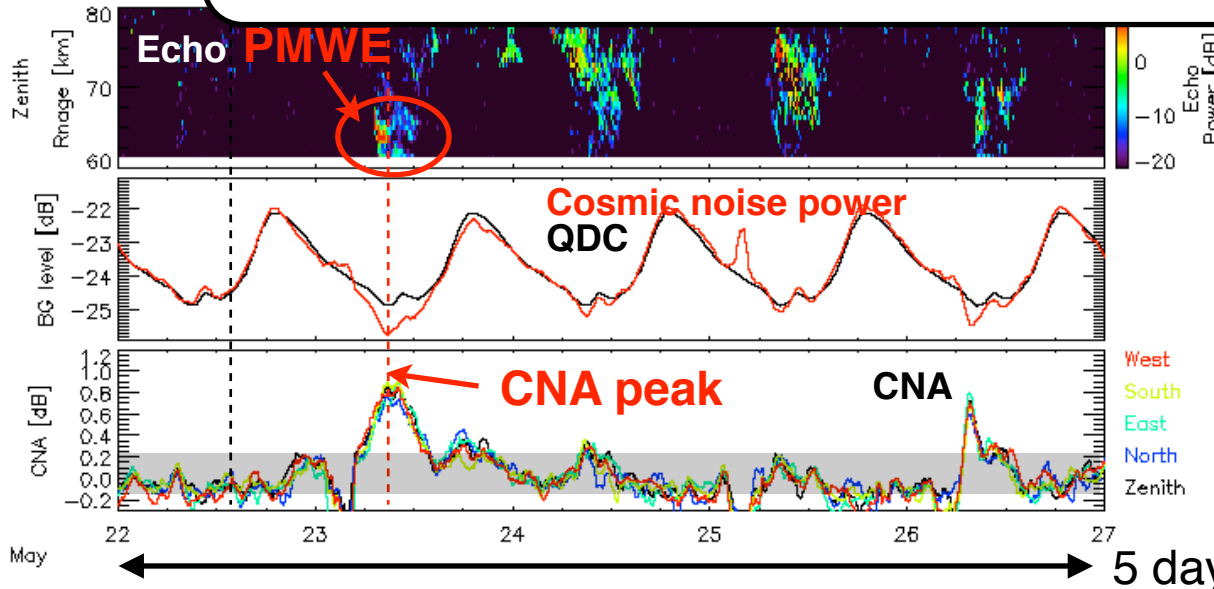 80
70
60
Zenith
Rnage [km]
Echo PMWE
0
-10
-20
Echo
Power [dB]
-22
-23
-24
-25
BG level [dB]
Cosmic noise power
QDC
1.2
1.0
0.8
0.6
0.4
0.2
0.0
-0.2
CNA [dB]
CNA peak
CNA
West
South
East
North
Zenith
22 23 24 25 26 27
May
5 day